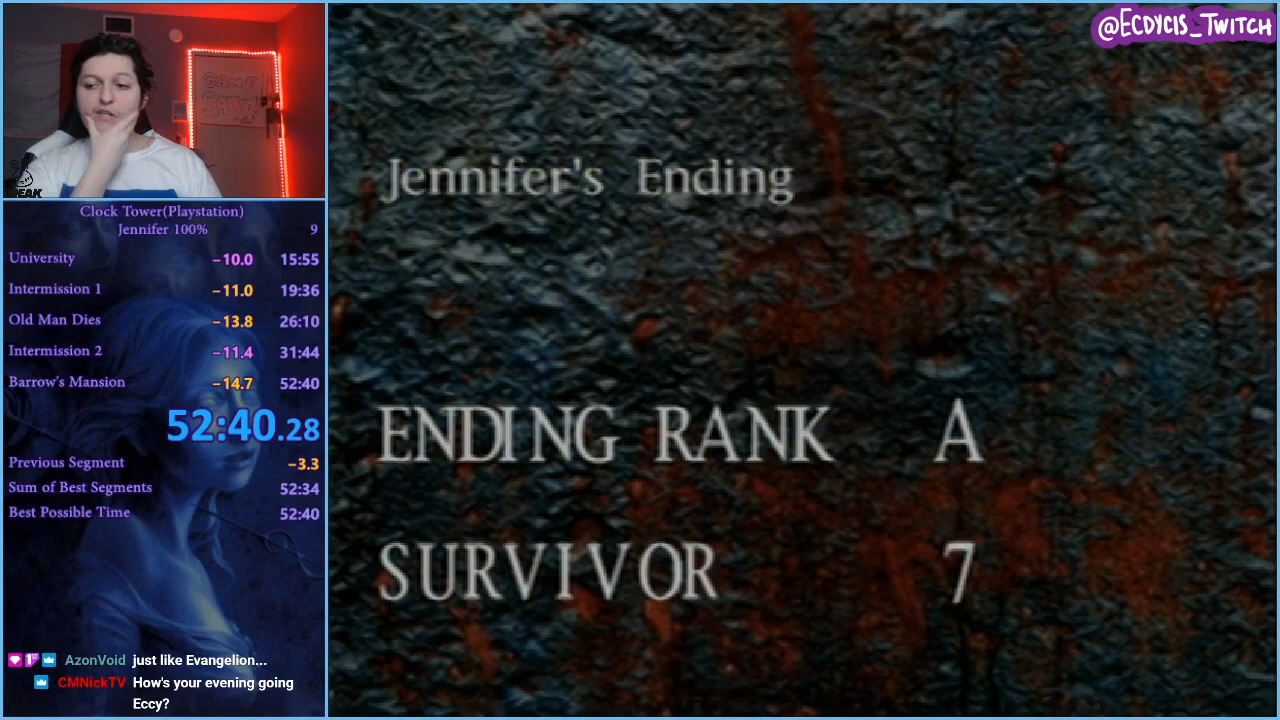 @Ecdycis_Twitch
GAME
EAK
Clock Tower(Playstation)
Jennifer 100% 9
University -10.0 15:55
Intermission 1 -11.0 19:36
Old Man Dies -13.8 26:10
Intermission 2 -11.4 31:44
Barrow's Mansion -14.7 52:40
52:40.28
Previous Segment -3.3
Sum of Best Segments 52:34
Best Possible Time 52:40
AzonVoid just like Evangelion...
CMNickTV How's your evening going
Eccy?
Jennifer's Ending
ENDING RANK A
SURVIVOR 7